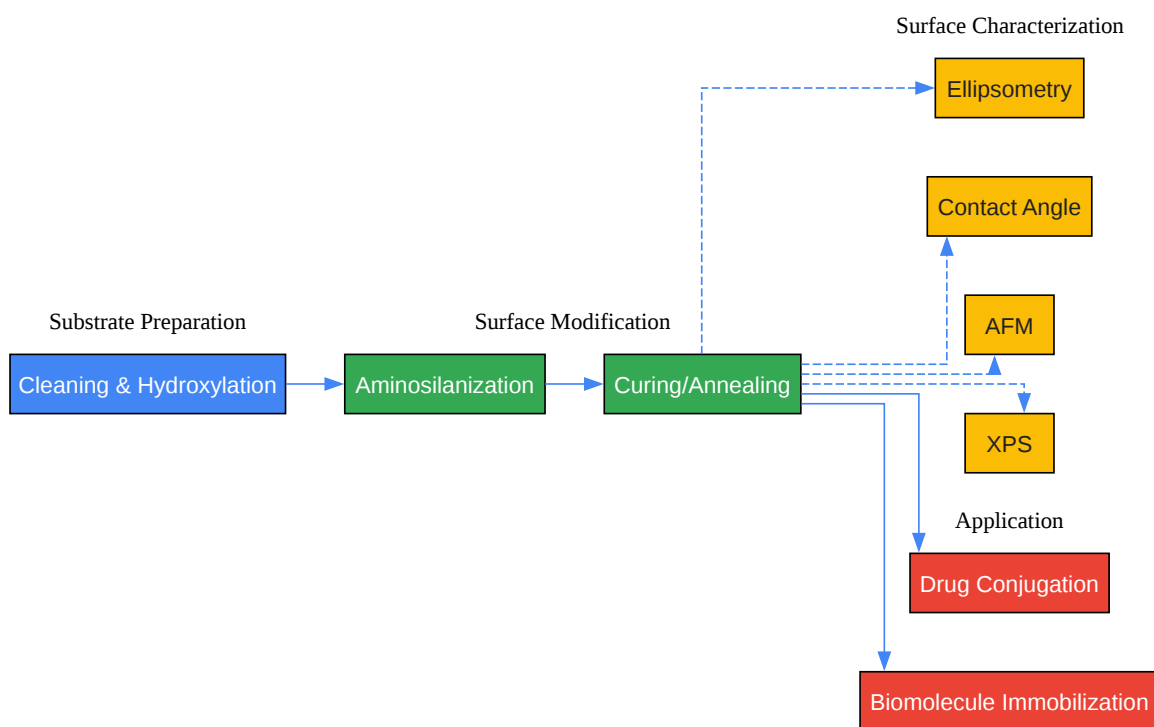 Surface Characterization
Ellipsometry
Contact Angle
Substrate Preparation
Surface Modification
AFM
Cleaning & Hydroxylation
Aminosilanization
Curing/Annealing
XPS
Application
Drug Conjugation
Biomolecule Immobilization